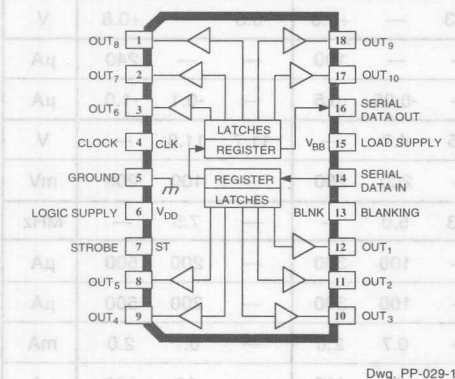 OUT8 1 18 OUT9
OUT7 2 17 OUT10
OUT6 3 16 SERIAL DATA OUT
LATCHES
CLOCK 4 CLK REGISTER VBB 15 LOAD SUPPLY
GROUND 5 REGISTER 14 SERIAL DATA IN
LATCHES
LOGIC SUPPLY 6 VDD BLNK 13 BLANKING
STROBE 7 ST 12 OUT1
OUT5 8 11 OUT2
OUT4 9 10 OUT3
Dwg. PP-029-1